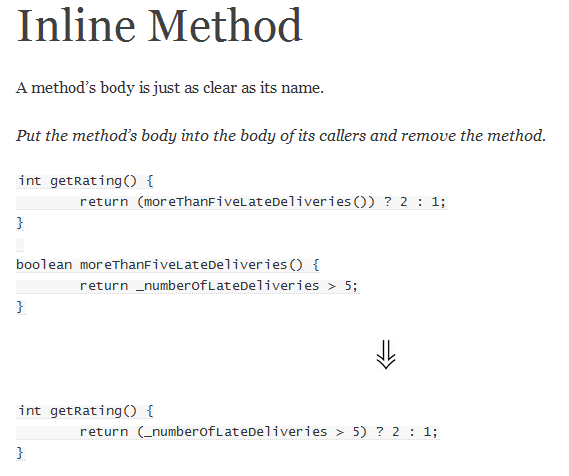 Inline Method
A method’s body is just as clear as its name.
Put the method’s body into the body of its callers and remove the method.
int getRating() {
        return (moreThanFiveLateDeliveries()) ? 2 : 1;
}
boolean moreThanFiveLateDeliveries() {
        return _numberOfLateDeliveries > 5;
}
⇓
int getRating() {
        return (_numberOfLateDeliveries > 5) ? 2 : 1;
}